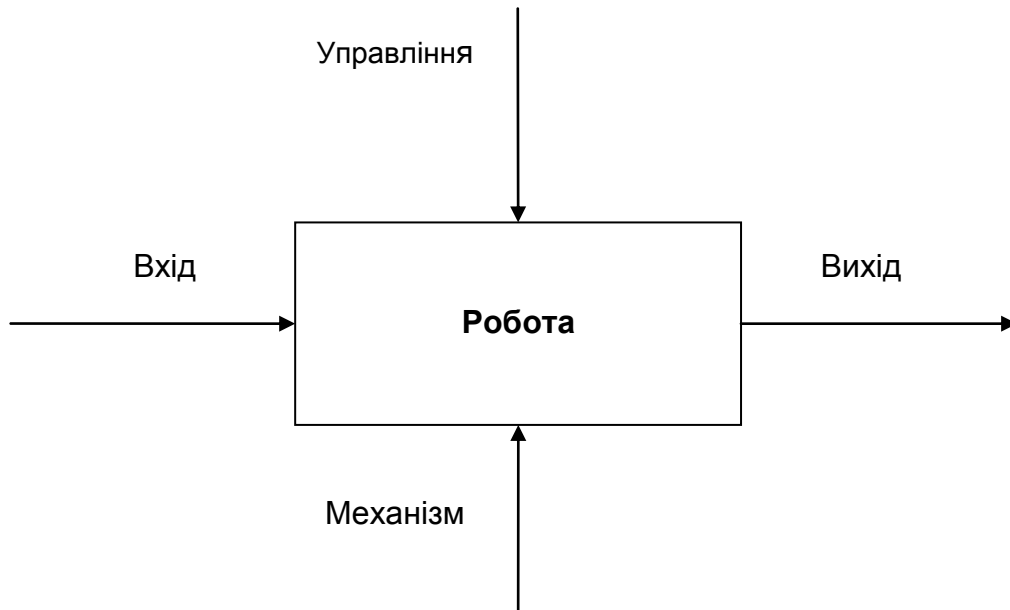 Управління
Вхід
Вихід
Робота
Механізм